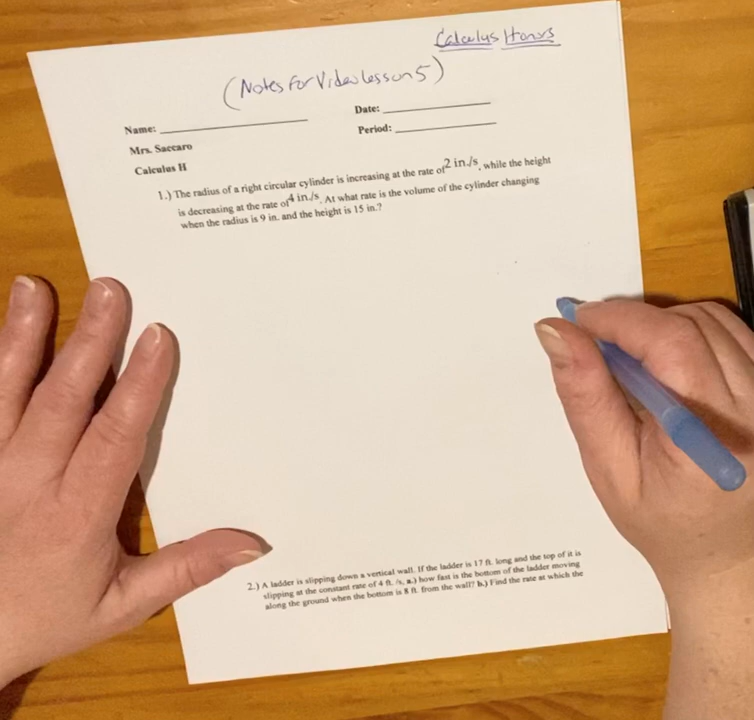 Calculus Honors
(Notes for Video lesson 5)
Name: Date:
Mrs. Saccaro Period:
Calculus H
1.) The radius of a right circular cylinder is increasing at the rate of 2 in./s, while the height
is decreasing at the rate of 4 in./s. At what rate is the volume of the cylinder changing
when the radius is 9 in. and the height is 15 in.?
2.) A ladder is slipping down a vertical wall. If the ladder is 17 ft. long and the top of it is
slipping at the constant rate of 4 ft. /s, a.) how fast is the bottom of the ladder moving
along the ground when the bottom is 8 ft. from the wall? b.) Find the rate at which the